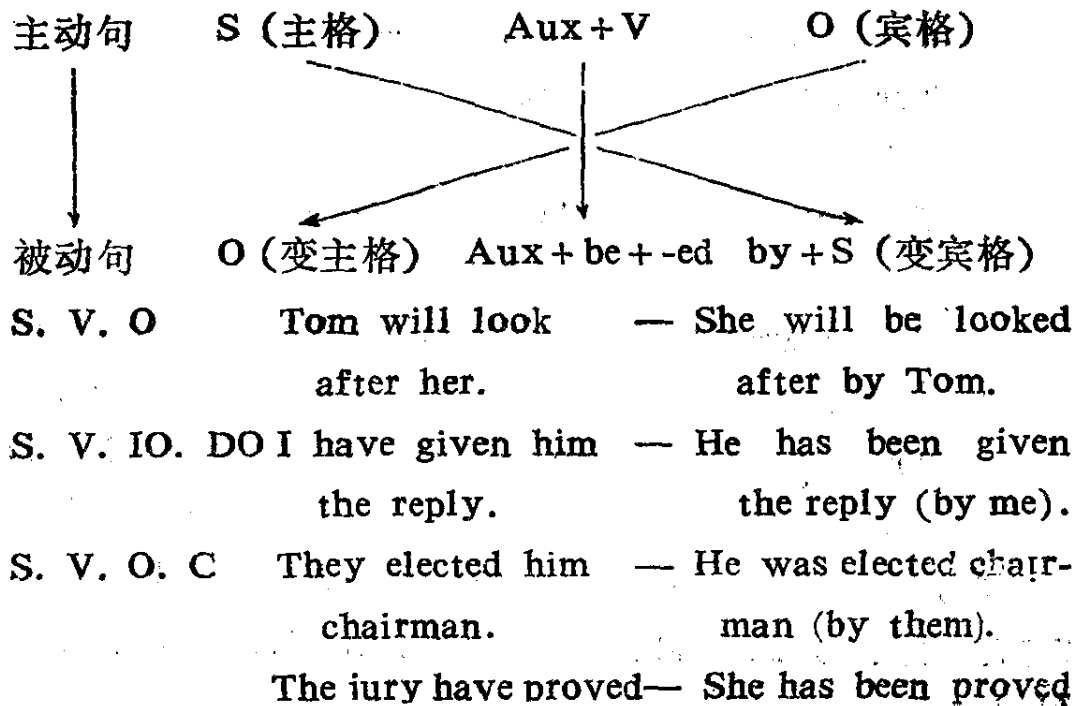 主动句 S (主格) Aux+V O (宾格)
被动句 O (变主格) Aux+be+-ed by+S (变宾格)
S. V. O Tom will look — She will be looked
after her. after by Tom.
S. V. IO. DO I have given him — He has been given
the reply. the reply (by me).
S. V. O. C They elected him — He was elected chair-
chairman. man (by them).
The jury have proved— She has been proved